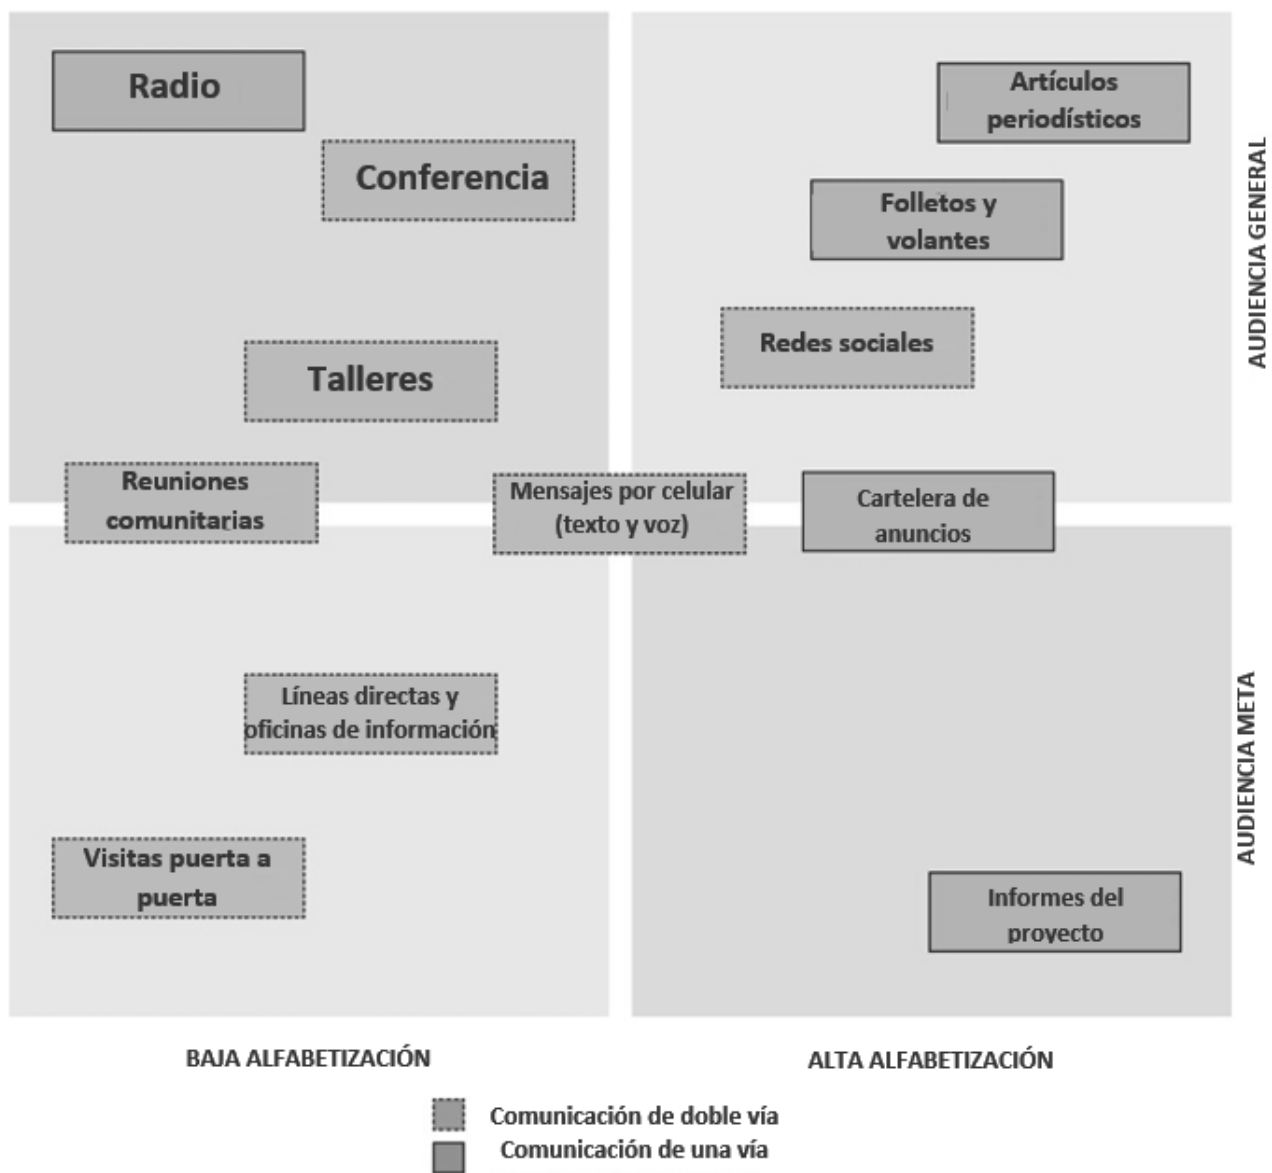 Radio
Artículos
periodísticos
Conferencia
Folletos y
volantes
AUDIENCIA GENERAL
Redes sociales
Talleres
Reuniones
comunitarias
Mensajes por celular
(texto y voz)
Cartelera de
anuncios
Líneas directas y
oficinas de información
AUDIENCIA META
Visitas puerta a
puerta
Informes del
proyecto
BAJA ALFABETIZACIÓN
ALTA ALFABETIZACIÓN
Comunicación de doble vía
Comunicación de una vía